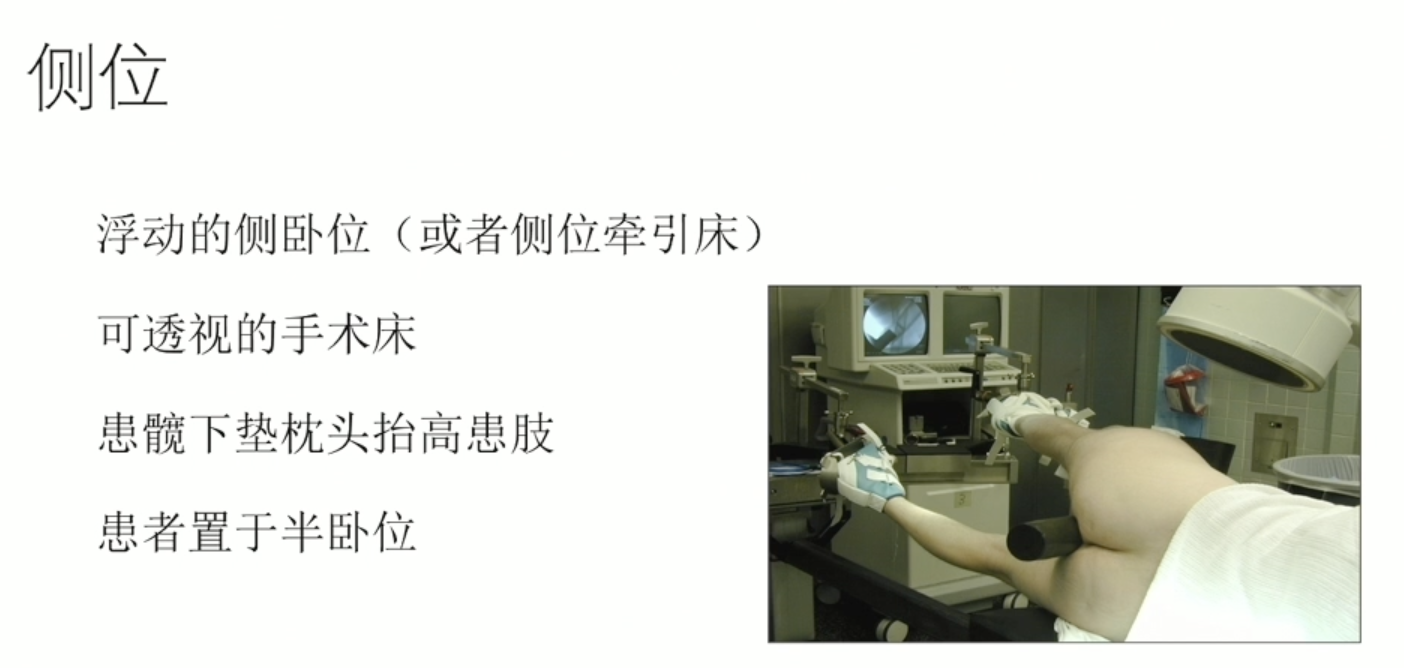 侧位
浮动的侧卧位（或者侧位牵引床）
可透视的手术床
患髋下垫枕头抬高患肢
患者置于半卧位